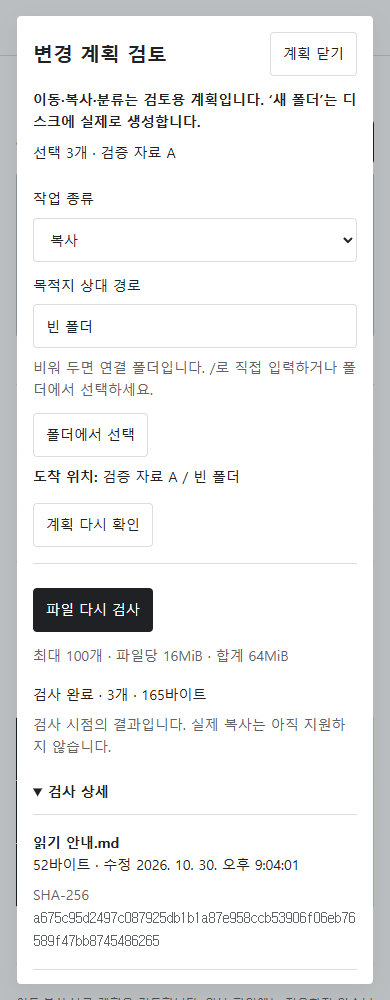 변경 계획 검토
계획 닫기
이동·복사·분류는 검토용 계획입니다. ‘새 폴더’는 디
스크에 실제로 생성합니다.
선택 3개 · 검증 자료 A
작업 종류
복사
목적지 상대 경로
빈 폴더
비워 두면 연결 폴더입니다. /로 직접 입력하거나 폴
더에서 선택하세요.
폴더에서 선택
도착 위치: 검증 자료 A / 빈 폴더
계획 다시 확인
파일 다시 검사
최대 100개 · 파일당 16MiB · 합계 64MiB
검사 완료 · 3개 · 165바이트
검사 시점의 결과입니다. 실제 복사는 아직 지원하
지 않습니다.
▼ 검사 상세
읽기 안내.md
52바이트 · 수정 2026. 10. 30. 오후 9:04:01
SHA-256
a675c95d2497c087925db1b1a87e958ccb53906f06eb76
589f47bb8745486265